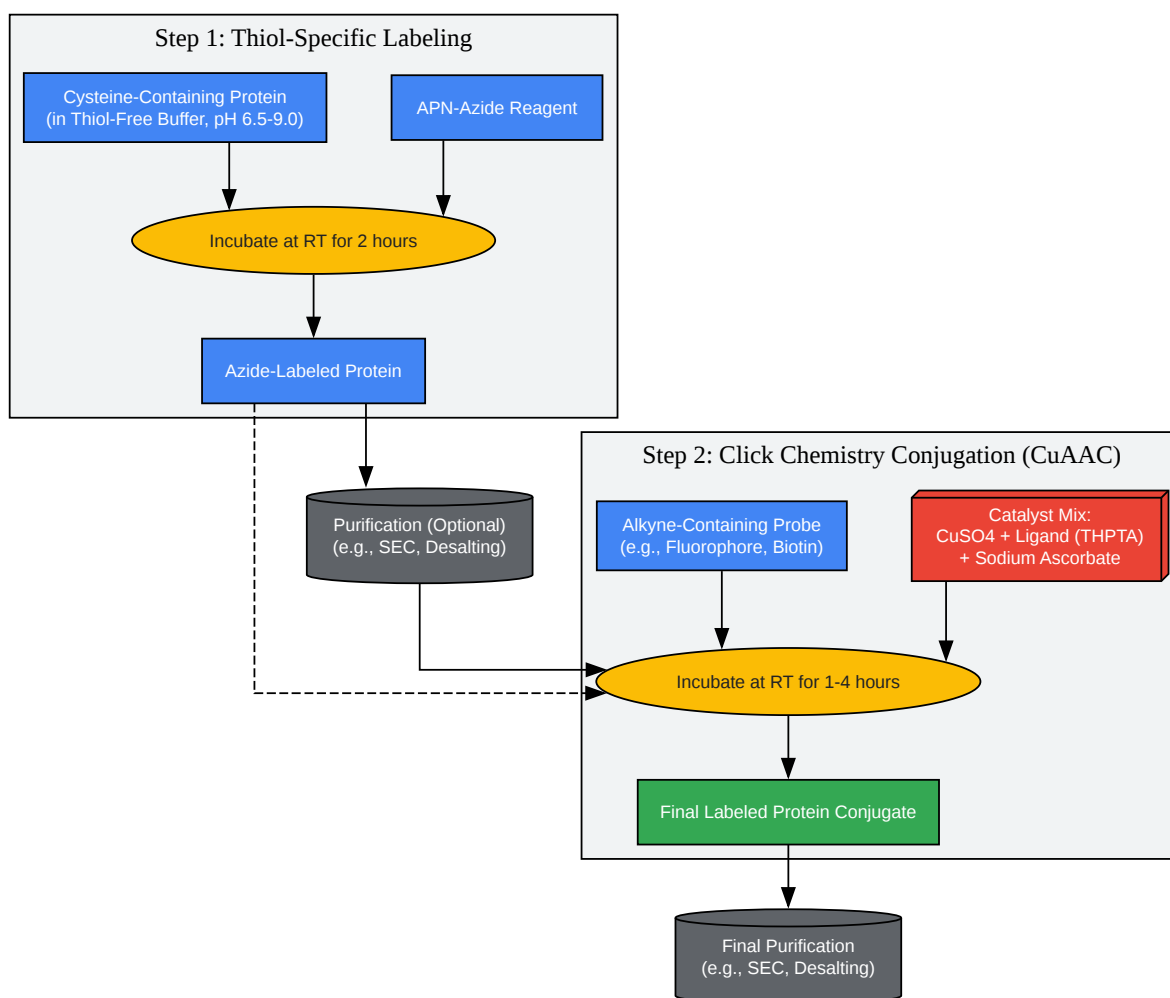 Step 1: Thiol-Specific Labeling
Cysteine-Containing Protein
(in Thiol-Free Buffer, pH 6.5-9.0)
APN-Azide Reagent
Incubate at RT for 2 hours
Azide-Labeled Protein
Purification (Optional)
(e.g., SEC, Desalting)
Step 2: Click Chemistry Conjugation (CuAAC)
Alkyne-Containing Probe
(e.g., Fluorophore, Biotin)
Catalyst Mix:
CuSO4 + Ligand (THPTA)
+ Sodium Ascorbate
Incubate at RT for 1-4 hours
Final Labeled Protein Conjugate
Final Purification
(e.g., SEC, Desalting)